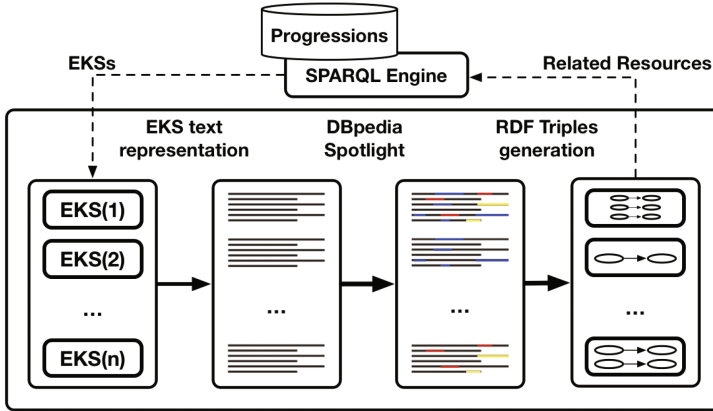 Progressions
SPARQL Engine
EKSs
Related Resources
EKS text
representation
DBpedia
Spotlight
RDF Triples
generation
EKS(1)
EKS(2)
...
EKS(n)
...
...
...